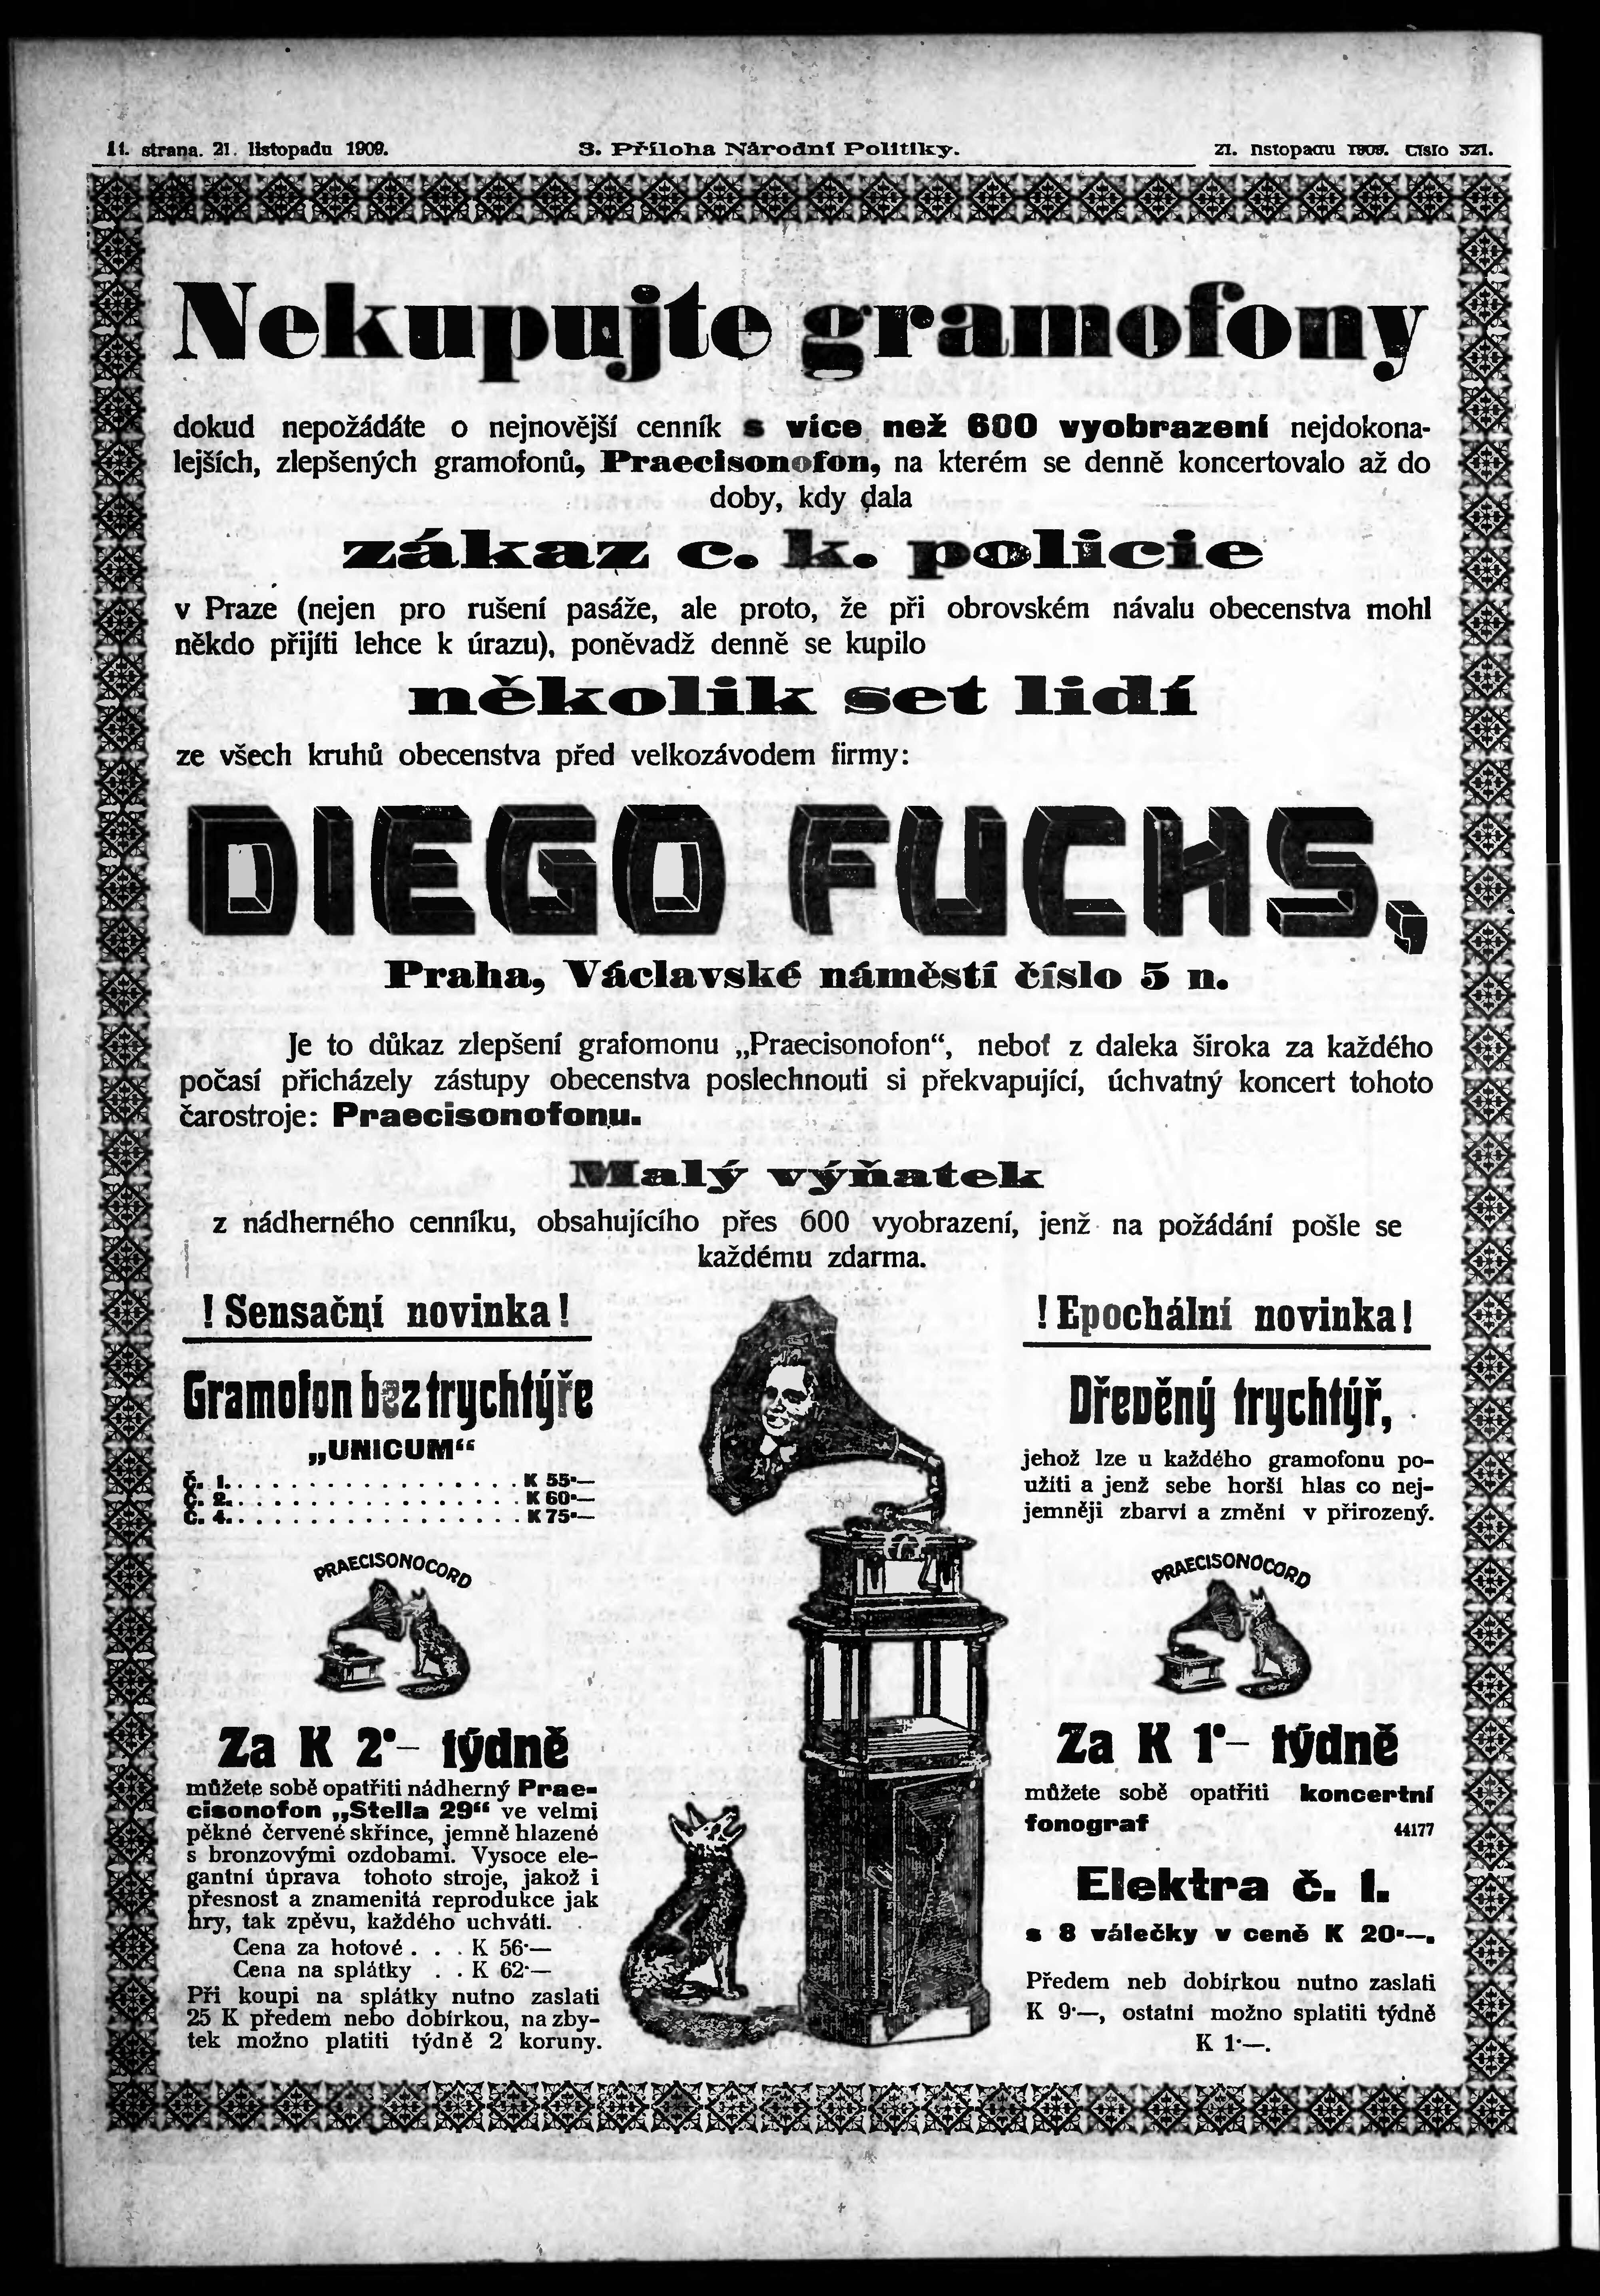 11. strana. 21. listopadu 1909.
3. Příloha Národní Politiky.
21. listopadu 1909. Číslo 321.
Nekupujte gramofony
dokud nepožádáte o nejnovější cenník s více než 600 vyobrazení nejdokona-
lejších, zlepšených gramofonů, Praecisonofon, na kterém se denně koncertovalo až do
doby, kdy dala
zákaz c. k. policie
v Praze (nejen pro rušení pasáže, ale proto, že při obrovském návalu obecenstva mohl
někdo přijíti lehce k úrazu), poněvadž denně se kupilo
několik set lidí
ze všech kruhů obecenstva před velkozávodem firmy:
DIEGO FUCHS,
Praha, Václavské náměstí číslo 5 n.
Je to důkaz zlepšení grafomonu „Praecisonofon“, neboť z daleka široka za každého
počasí přicházely zástupy obecenstva poslechnouti si překvapující, úchvatný koncert tohoto
čarostroje: Praecisonofonu.
Malý výňatek
z nádherného cenníku, obsahujícího přes 600 vyobrazení, jenž na požádání pošle se
každému zdarma.
! Sensační novinka!
Gramofon bez trychtýře
„UNICUM“
Č. 1. . . . . . . . . . . . . . . . . K 55·—
Č. 2. . . . . . . . . . . . . . . . . K 60·—
Č. 4. . . . . . . . . . . . . . . . . K 75·—
PRAECISONOCORD
Za K 2·– týdně
můžete sobě opatřiti nádherný Prae-
cisonofon „Stella 29“ ve velmi
pěkné červené skřínce, jemně hlazené
s bronzovými ozdobami. Vysoce ele-
gantní úprava tohoto stroje, jakož i
přesnost a znamenitá reprodukce jak
hry, tak zpěvu, každého uchvátí.
Cena za hotové . . . K 56·—
Cena na splátky . . K 62·—
Při koupi na splátky nutno zaslati
25 K předem nebo dobírkou, na zby-
tek možno platiti týdně 2 koruny.
! Epochální novinka!
Dřevěný trychtýř,
jehož lze u každého gramofonu po-
užíti a jenž sebe horší hlas co nej-
jemněji zbarví a změní v přirozený.
PRAECISONOCORD
Za K 1·– týdně
můžete sobě opatřiti koncertní
fonograf 44177
Elektra č. I.
s 8 válečky v ceně K 20·—.
Předem neb dobírkou nutno zaslati
K 9·—, ostatní možno splatiti týdně
K 1·—.